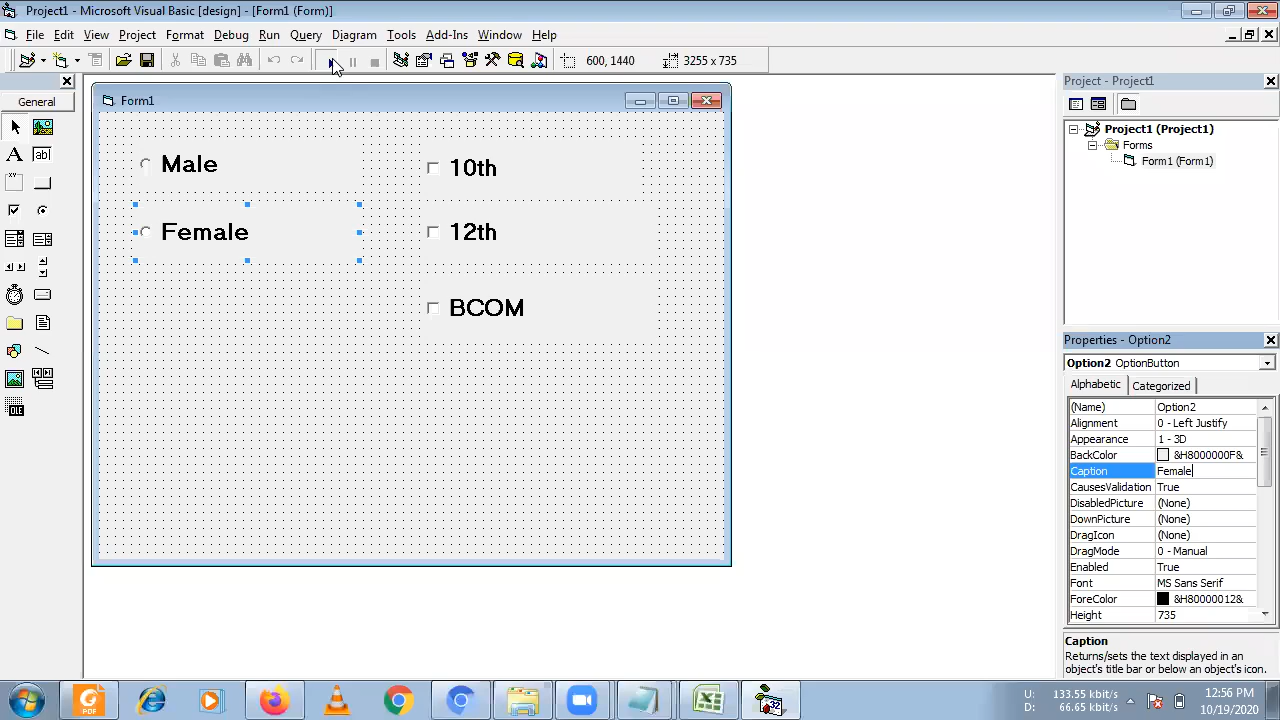 Project1 - Microsoft Visual Basic [design] - [Form1 (Form)]
File Edit View Project Format Debug Run Query Diagram Tools Add-Ins Window Help
600, 1440 3255 x 735
General
Form1
Male
10th
Female
12th
BCOM
Project - Project1
Project1 (Project1)
Forms
Form1 (Form1)
Properties - Option2
Option2 OptionButton
Alphabetic Categorized
(Name) Option2
Alignment 0 - Left Justify
Appearance 1 - 3D
BackColor &H8000000F&
Caption Female
CausesValidation True
DisabledPicture (None)
DownPicture (None)
DragIcon (None)
DragMode 0 - Manual
Enabled True
Font MS Sans Serif
ForeColor &H80000012&
Height 735
Caption
Returns/sets the text displayed in an
object's title bar or below an object's icon.
PDF
32
U: 133.55 kbit/s
D: 66.65 kbit/s
12:56 PM
10/19/2020
A
ab|
OLE